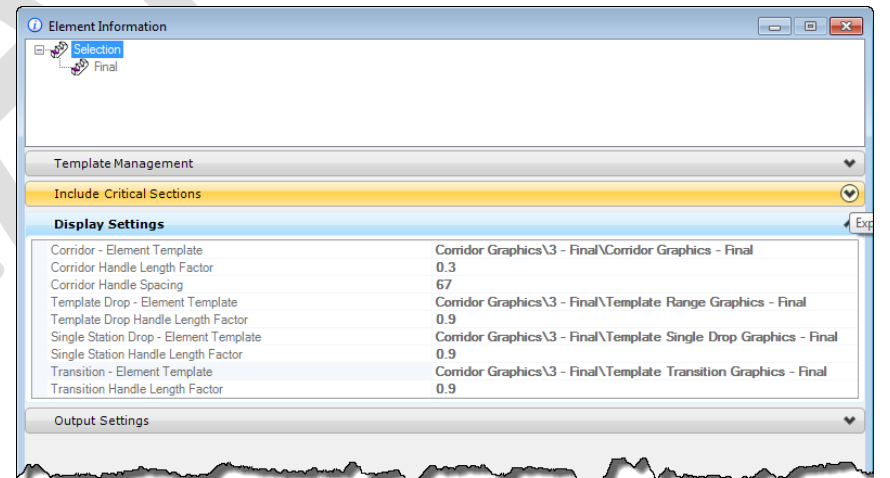 Element Information
Selection
Final
Template Management
Include Critical Sections
Display Settings
Exp
Corridor - Element Template Corridor Graphics\3 - Final\Corridor Graphics - Final
Corridor Handle Length Factor 0.3
Corridor Handle Spacing 67
Template Drop - Element Template Corridor Graphics\3 - Final\Template Range Graphics - Final
Template Drop Handle Length Factor 0.9
Single Station Drop - Element Template Corridor Graphics\3 - Final\Template Single Drop Graphics - Final
Single Station Handle Length Factor 0.9
Transition - Element Template Corridor Graphics\3 - Final\Template Transition Graphics - Final
Transition Handle Length Factor 0.9
Output Settings